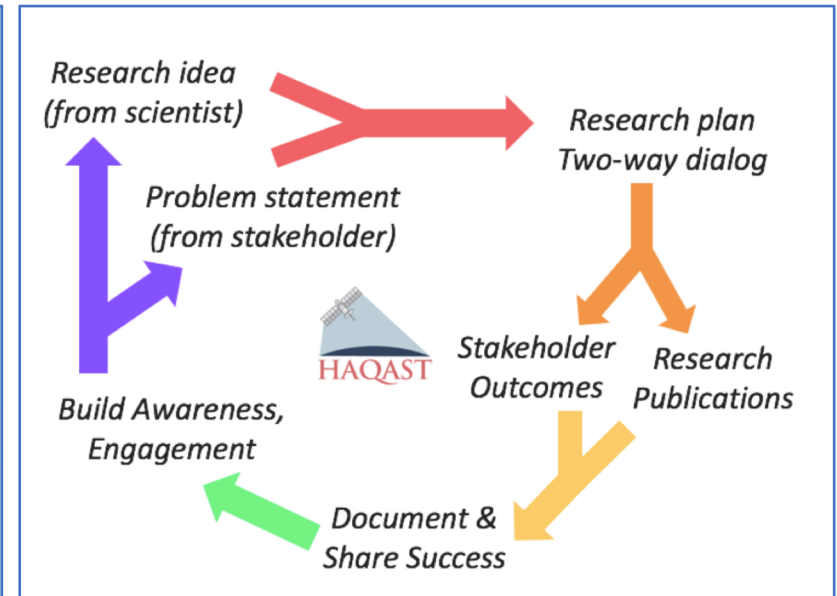 Research idea
(from scientist)
Problem statement
(from stakeholder)
Research plan
Two-way dialog
HAQAST
Stakeholder
Outcomes
Research
Publications
Build Awareness,
Engagement
Document &
Share Success